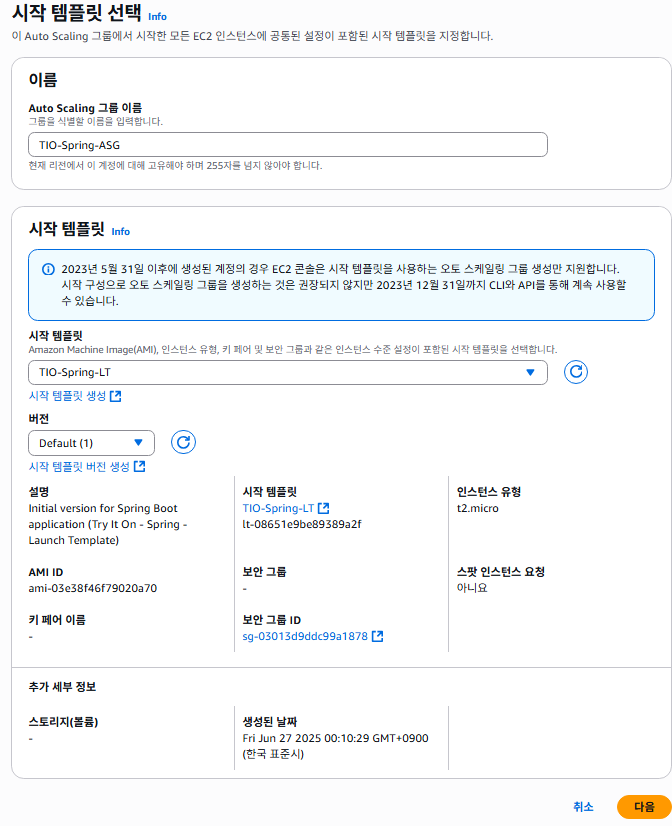 시작 템플릿 선택 Info
이 Auto Scaling 그룹에서 시작한 모든 EC2 인스턴스에 공통된 설정이 포함된 시작 템플릿을 지정합니다.
이름
Auto Scaling 그룹 이름
그룹을 식별할 이름을 입력합니다.
TIO-Spring-ASG
현재 리전에서 이 계정에 대해 고유해야 하며 255자를 넘지 않아야 합니다.
시작 템플릿 Info
2023년 5월 31일 이후에 생성된 계정의 경우 EC2 콘솔은 시작 템플릿을 사용하는 오토 스케일링 그룹 생성만 지원합니다.
시작 구성으로 오토 스케일링 그룹을 생성하는 것은 권장되지 않지만 2023년 12월 31일까지 CLI와 API를 통해 계속 사용할
수 있습니다.
시작 템플릿
Amazon Machine Image(AMI), 인스턴스 유형, 키 페어 및 보안 그룹과 같은 인스턴스 수준 설정이 포함된 시작 템플릿을 선택합니다.
TIO-Spring-LT
시작 템플릿 생성
버전
Default (1)
시작 템플릿 버전 생성
설명
Initial version for Spring Boot
application (Try It On - Spring -
Launch Template)
시작 템플릿
TIO-Spring-LT
lt-08651e9be89389a2f
인스턴스 유형
t2.micro
AMI ID
ami-03e38f46f79020a70
보안 그룹
-
스팟 인스턴스 요청
아니요
키 페어 이름
-
보안 그룹 ID
sg-03013d9ddc99a1878
추가 세부 정보
스토리지(볼륨)
-
생성된 날짜
Fri Jun 27 2025 00:10:29 GMT+0900
(한국 표준시)
취소
다음